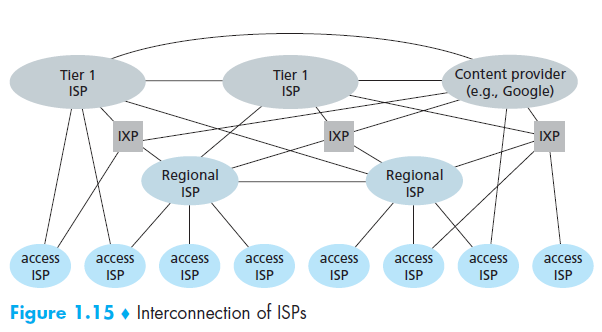 Tier 1
ISP
Tier 1
ISP
Content provider
(e.g., Google)
IXP
IXP
IXP
Regional
ISP
Regional
ISP
access
ISP
access
ISP
access
ISP
access
ISP
access
ISP
access
ISP
access
ISP
access
ISP
Figure 1.15 ♦ Interconnection of ISPs